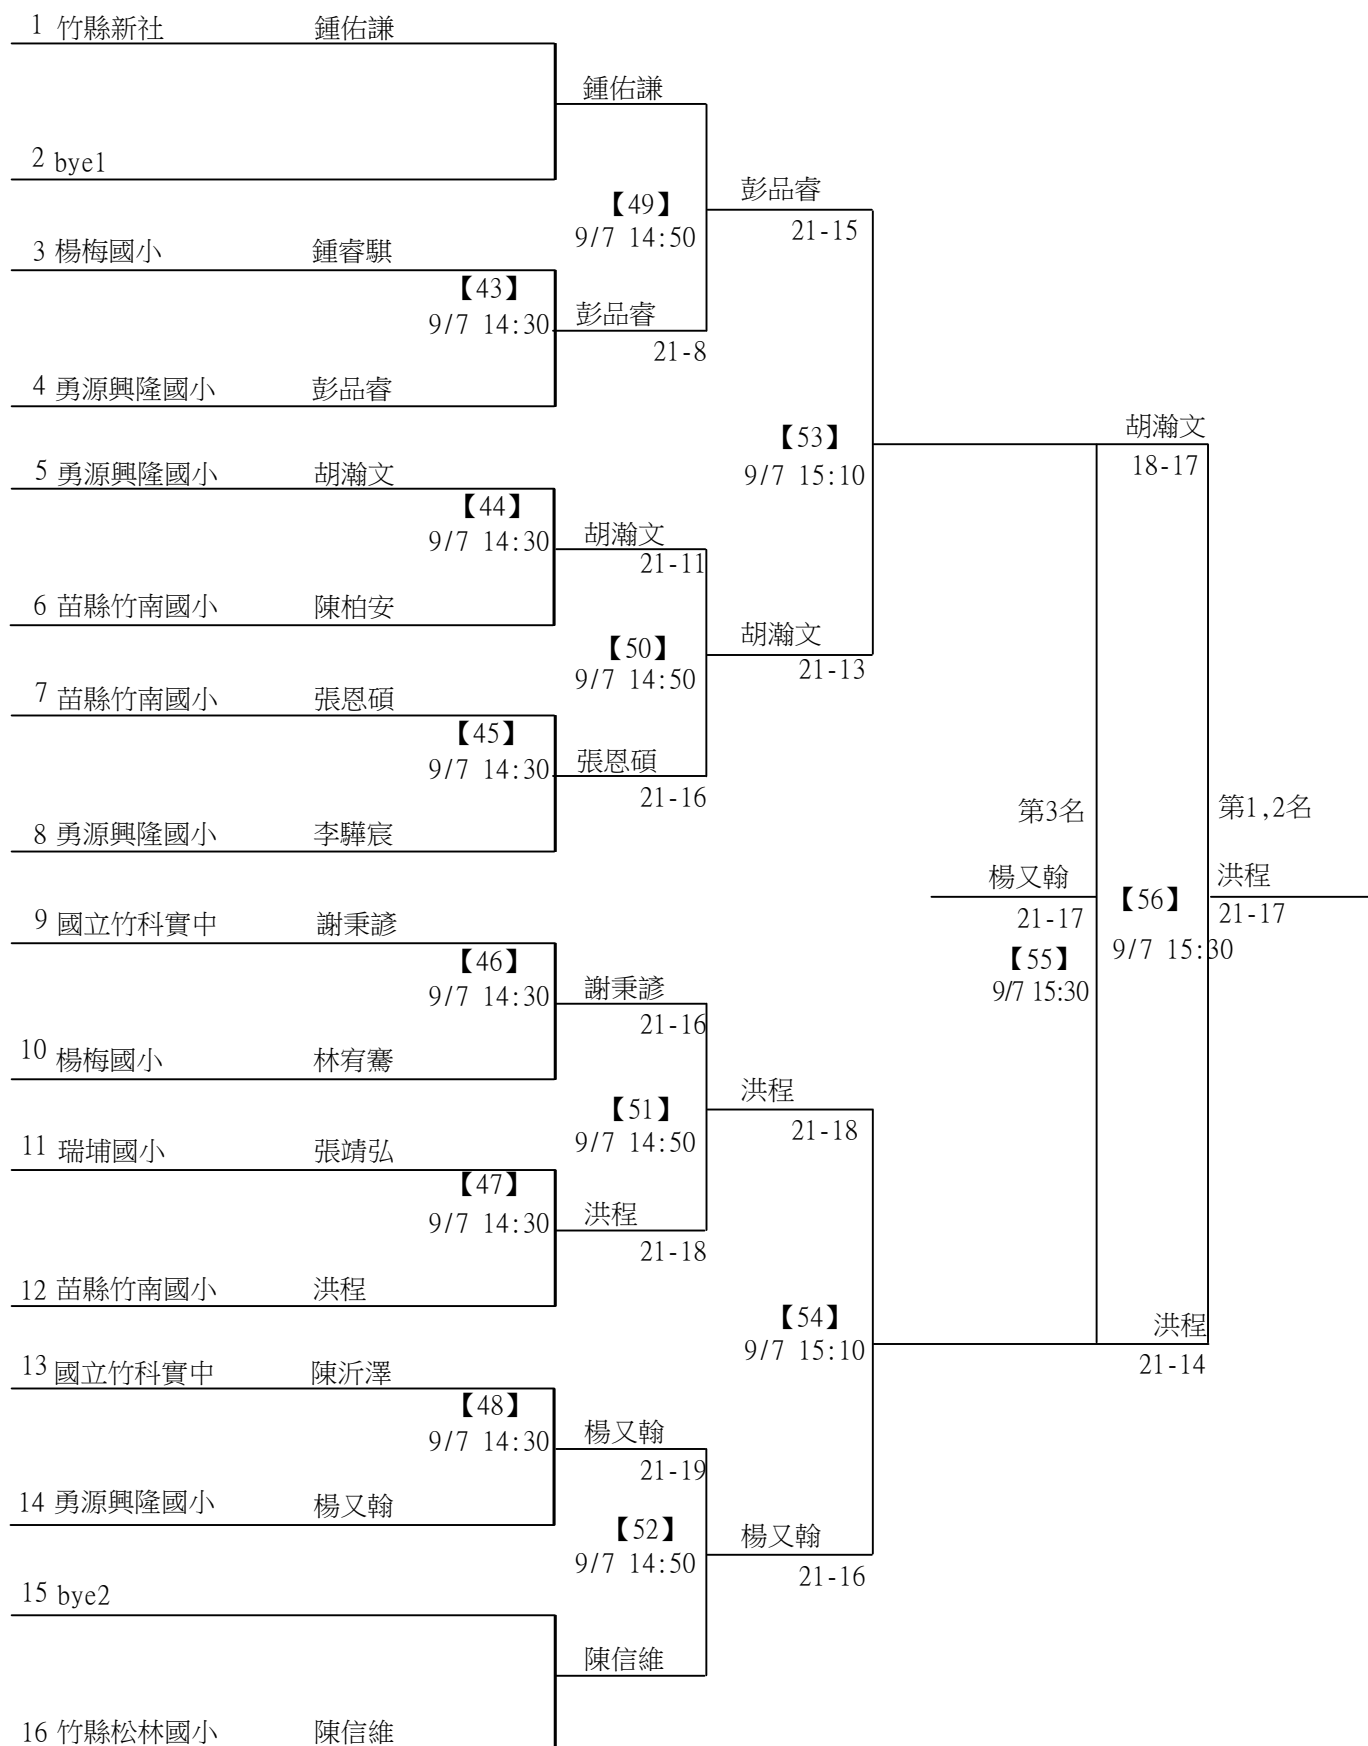 1 竹縣新社 鍾佑謙
鍾佑謙
2 bye1
彭品睿
【49】
21-15
9/7 14:50
3 楊梅國小 鍾睿騏
【43】
彭品睿
9/7 14:30
21-8
4 勇源興隆國小 彭品睿
胡瀚文
【53】
18-17
5 勇源興隆國小 胡瀚文
9/7 15:10
【44】
胡瀚文
9/7 14:30
21-11
6 苗縣竹南國小 陳柏安
胡瀚文
【50】
21-13
9/7 14:50
7 苗縣竹南國小 張恩碩
【45】
張恩碩
9/7 14:30
21-16
第3名
第1,2名
8 勇源興隆國小 李驊宸
楊又翰
【56】
洪程
21-17
21-17
9 國立竹科實中 謝秉諺
9/7 15:30
【46】
【55】
謝秉諺
9/7 14:30
9/7 15:30
21-16
10 楊梅國小 林宥騫
洪程
【51】
21-18
9/7 14:50
11 瑞埔國小 張靖弘
【47】
洪程
9/7 14:30
21-18
12 苗縣竹南國小 洪程
【54】
洪程
9/7 15:10
21-14
13 國立竹科實中 陳沂澤
【48】
楊又翰
9/7 14:30
21-19
14 勇源興隆國小 楊又翰
【52】
楊又翰
9/7 14:50
21-16
15 bye2
陳信維
16 竹縣松林國小 陳信維